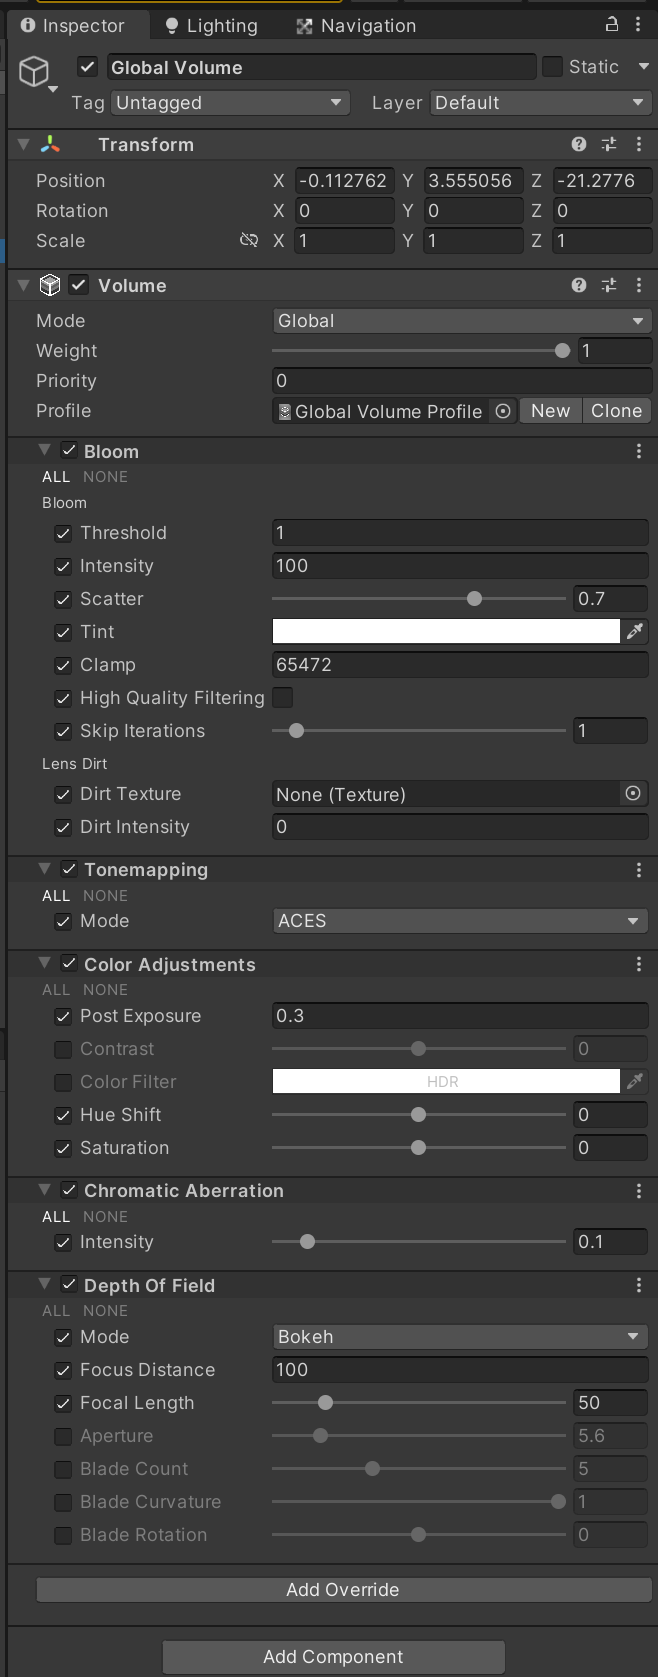 Inspector Lighting Navigation
Global Volume Static
Tag Untagged Layer Default
Transform
Position X -0.112762 Y 3.555056 Z -21.2776
Rotation X 0 Y 0 Z 0
Scale X 1 Y 1 Z 1
Volume
Mode Global
Weight 1
Priority 0
Profile Global Volume Profile New Clone
Bloom
ALL NONE
Bloom
Threshold 1
Intensity 100
Scatter 0.7
Tint
Clamp 65472
High Quality Filtering
Skip Iterations 1
Lens Dirt
Dirt Texture None (Texture)
Dirt Intensity 0
Tonemapping
ALL NONE
Mode ACES
Color Adjustments
ALL NONE
Post Exposure 0.3
Contrast 0
Color Filter HDR
Hue Shift 0
Saturation 0
Chromatic Aberration
ALL NONE
Intensity 0.1
Depth Of Field
ALL NONE
Mode Bokeh
Focus Distance 100
Focal Length 50
Aperture 5.6
Blade Count 5
Blade Curvature 1
Blade Rotation 0
Add Override
Add Component